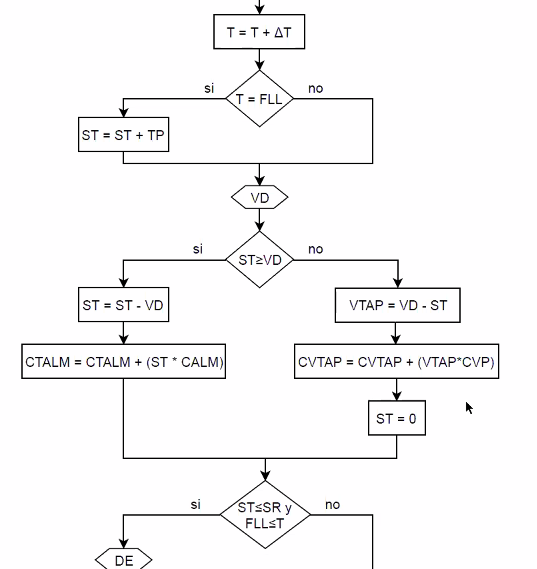 T = T + ΔT
si
T = FLL
no
ST = ST + TP
VD
si
ST≥VD
no
ST = ST - VD
VTAP = VD - ST
CTALM = CTALM + (ST * CALM)
CVTAP = CVTAP + (VTAP*CVP)
ST = 0
si
ST≤SR y
FLL≤T
no
DE